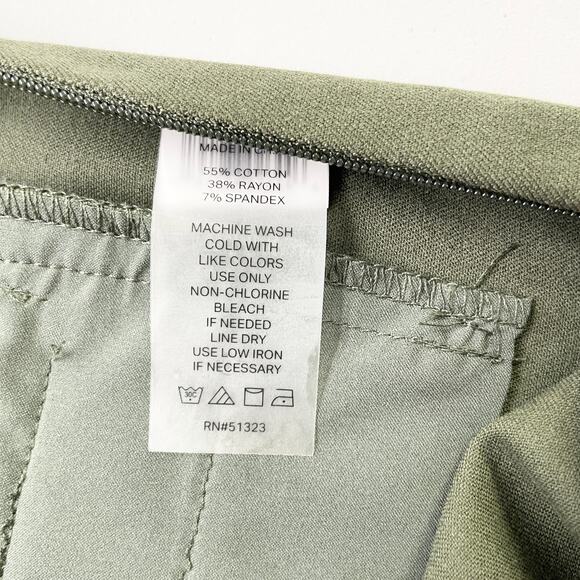 MADE IN
55% COTTON
38% RAYON
7% SPANDEX
MACHINE WASH
COLD WITH
LIKE COLORS
USE ONLY
NON-CHLORINE
BLEACH
IF NEEDED
LINE DRY
USE LOW IRON
IF NECESSARY
30C
RN#51323